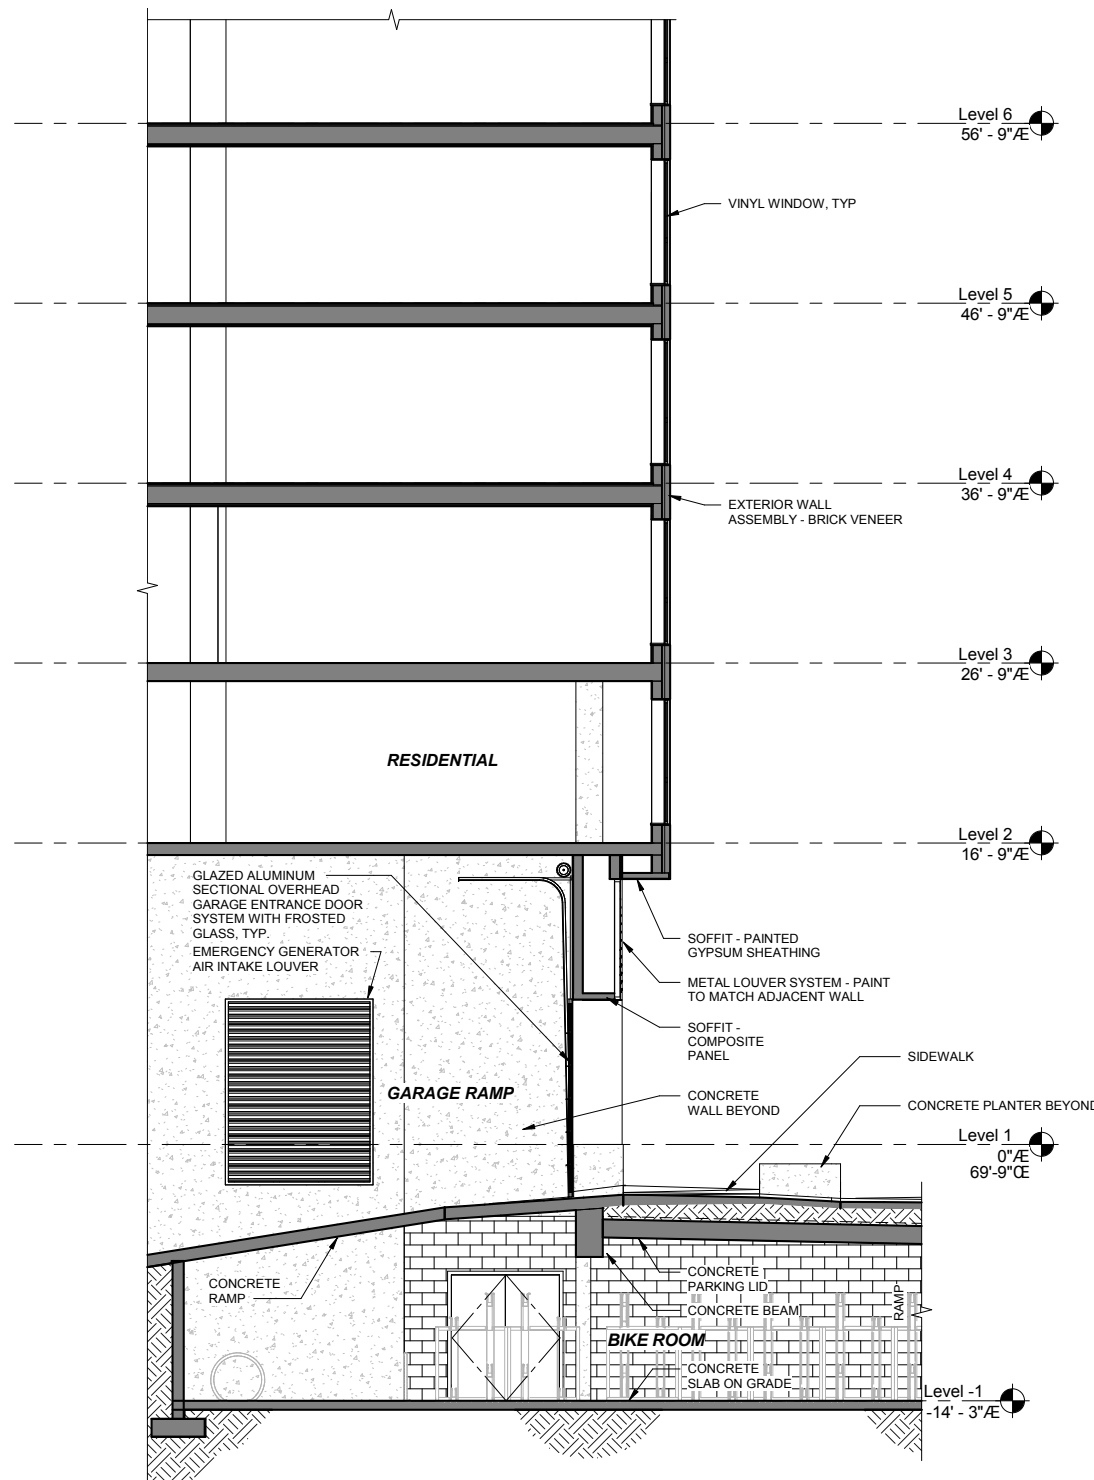 Level 6
56' - 9"Æ
VINYL WINDOW, TYP
Level 5
46' - 9"Æ
Level 4
36' - 9"Æ
EXTERIOR WALL
ASSEMBLY - BRICK VENEER
Level 3
26' - 9"Æ
RESIDENTIAL
Level 2
16' - 9"Æ
GLAZED ALUMINUM
SECTIONAL OVERHEAD
GARAGE ENTRANCE DOOR
SYSTEM WITH FROSTED
GLASS, TYP.
EMERGENCY GENERATOR
AIR INTAKE LOUVER
SOFFIT - PAINTED
GYPSUM SHEATHING
METAL LOUVER SYSTEM - PAINT
TO MATCH ADJACENT WALL
SOFFIT -
COMPOSITE
PANEL
SIDEWALK
GARAGE RAMP
CONCRETE
WALL BEYOND
CONCRETE PLANTER BEYOND
Level 1
0"Æ
69'-9"Œ
CONCRETE
RAMP
CONCRETE
PARKING LID
RAMP
CONCRETE BEAM
BIKE ROOM
CONCRETE
SLAB ON GRADE
Level -1
-14' - 3"Æ